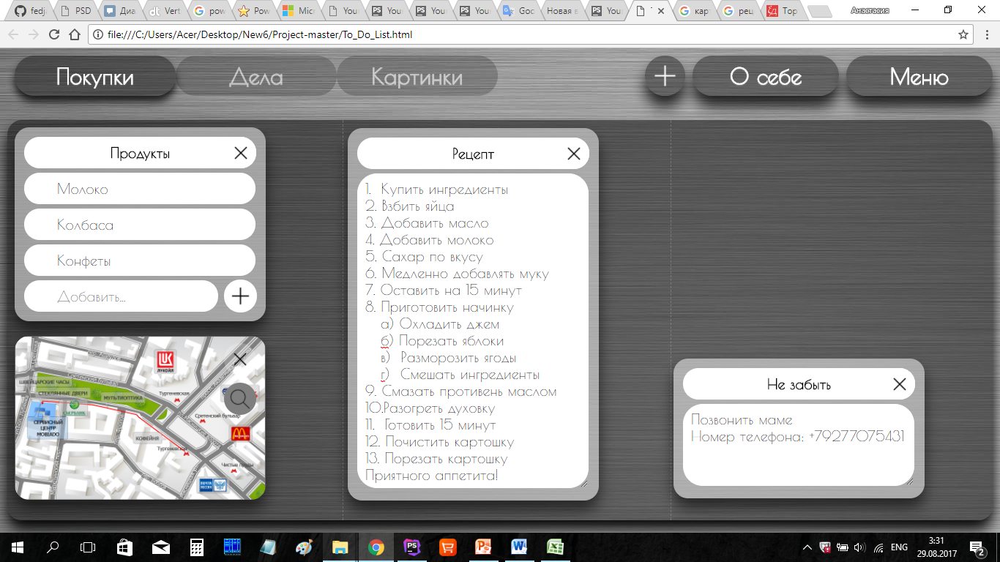 fedj
PSD
Диа
Vert
pow
Pow
Micr
You
You
You
You
Goo
Новая в
You
Т
кар
рец
Top
Анастасия
file:///C:/Users/Acer/Desktop/New6/Project-master/To_Do_List.html
Покупки
Дела
Картинки
О себе
Меню
Продукты
Молоко
Колбаса
Конфеты
Добавить...
ЛУКОЙЛ
ШВЕЙЦАРСКИЕ ЧАСЫ
СТЕКЛЯННЫЕ ДВЕРИ
МУЛЬТИОПТИКА
Тургеневская
СБЕРБАНК
Сретенский бульвар
СЕРВИСНЫЙ
ЦЕНТР
MOBIADO
КОФЕЙНЯ
Тургеневская
Чистые пруды
ПОЧТА
РОССИИ
Рецепт
1. Купить ингредиенты
2. Взбить яйца
3. Добавить масло
4. Добавить молоко
5. Сахар по вкусу
6. Медленно добавлять муку
7. Оставить на 15 минут
8. Приготовить начинку
а) Охладить джем
б) Порезать яблоки
в) Разморозить ягоды
г) Смешать ингредиенты
9. Смазать противень маслом
10.Разогреть духовку
11. Готовить 15 минут
12. Почистить картошку
13. Порезать картошку
Приятного аппетита!
Не забыть
Позвонить маме
Номер телефона: +79277075431
ENG
3:31
29.08.2017
2